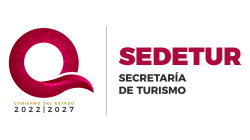 GOBIERNO DEL ESTADO
2022|2027
SEDETUR
SECRETARÍA
DE TURISMO